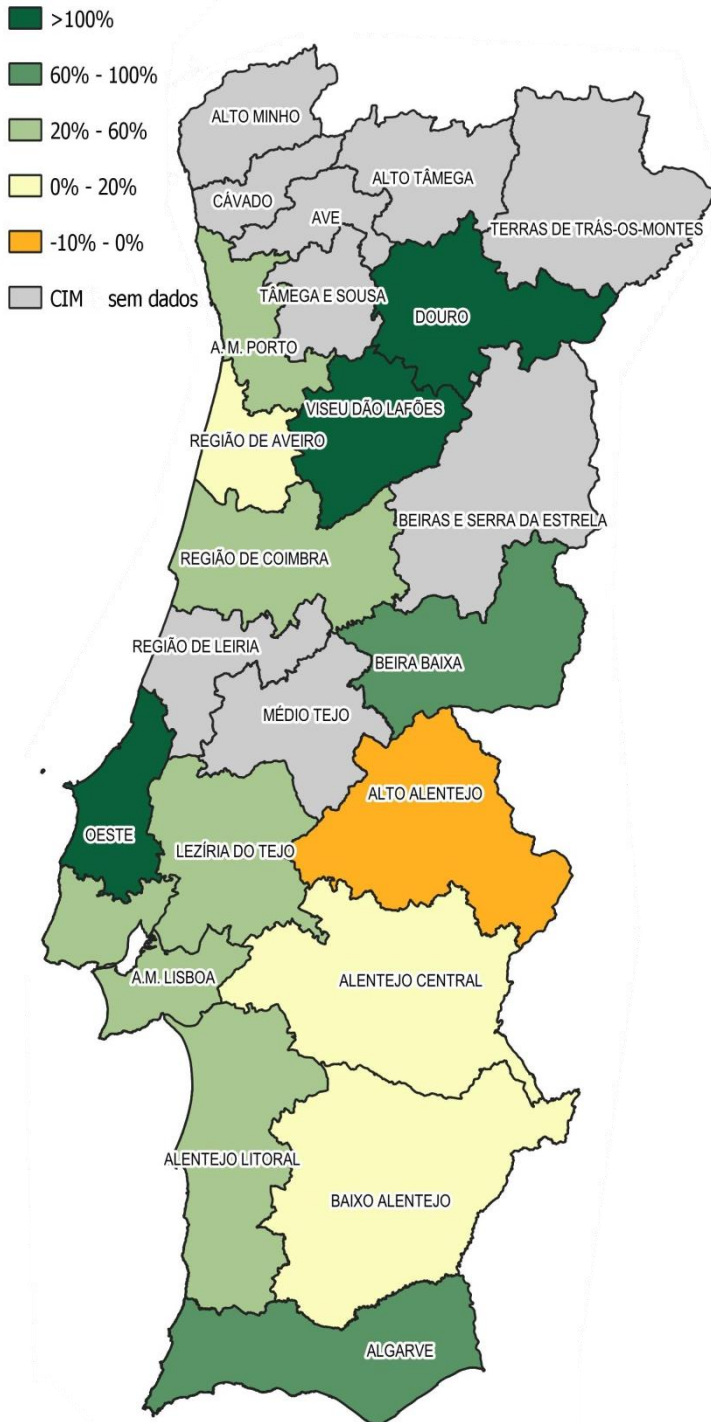 >100%
60% - 100%
20% - 60%
0% - 20%
-10% - 0%
CIM sem dados
ALTO MINHO
ALTO TÂMEGA
CÁVADO
AVE
TERRAS DE TRÁS-OS-MONTES
TÂMEGA E SOUSA
DOURO
A. M. PORTO
VISEU DÃO LAFÕES
REGIÃO DE AVEIRO
BEIRAS E SERRA DA ESTRELA
REGIÃO DE COIMBRA
REGIÃO DE LEIRIA
BEIRA BAIXA
MÉDIO TEJO
ALTO ALENTEJO
OESTE
LEZÍRIA DO TEJO
A.M. LISBOA
ALENTEJO CENTRAL
ALENTEJO LITORAL
BAIXO ALENTEJO
ALGARVE